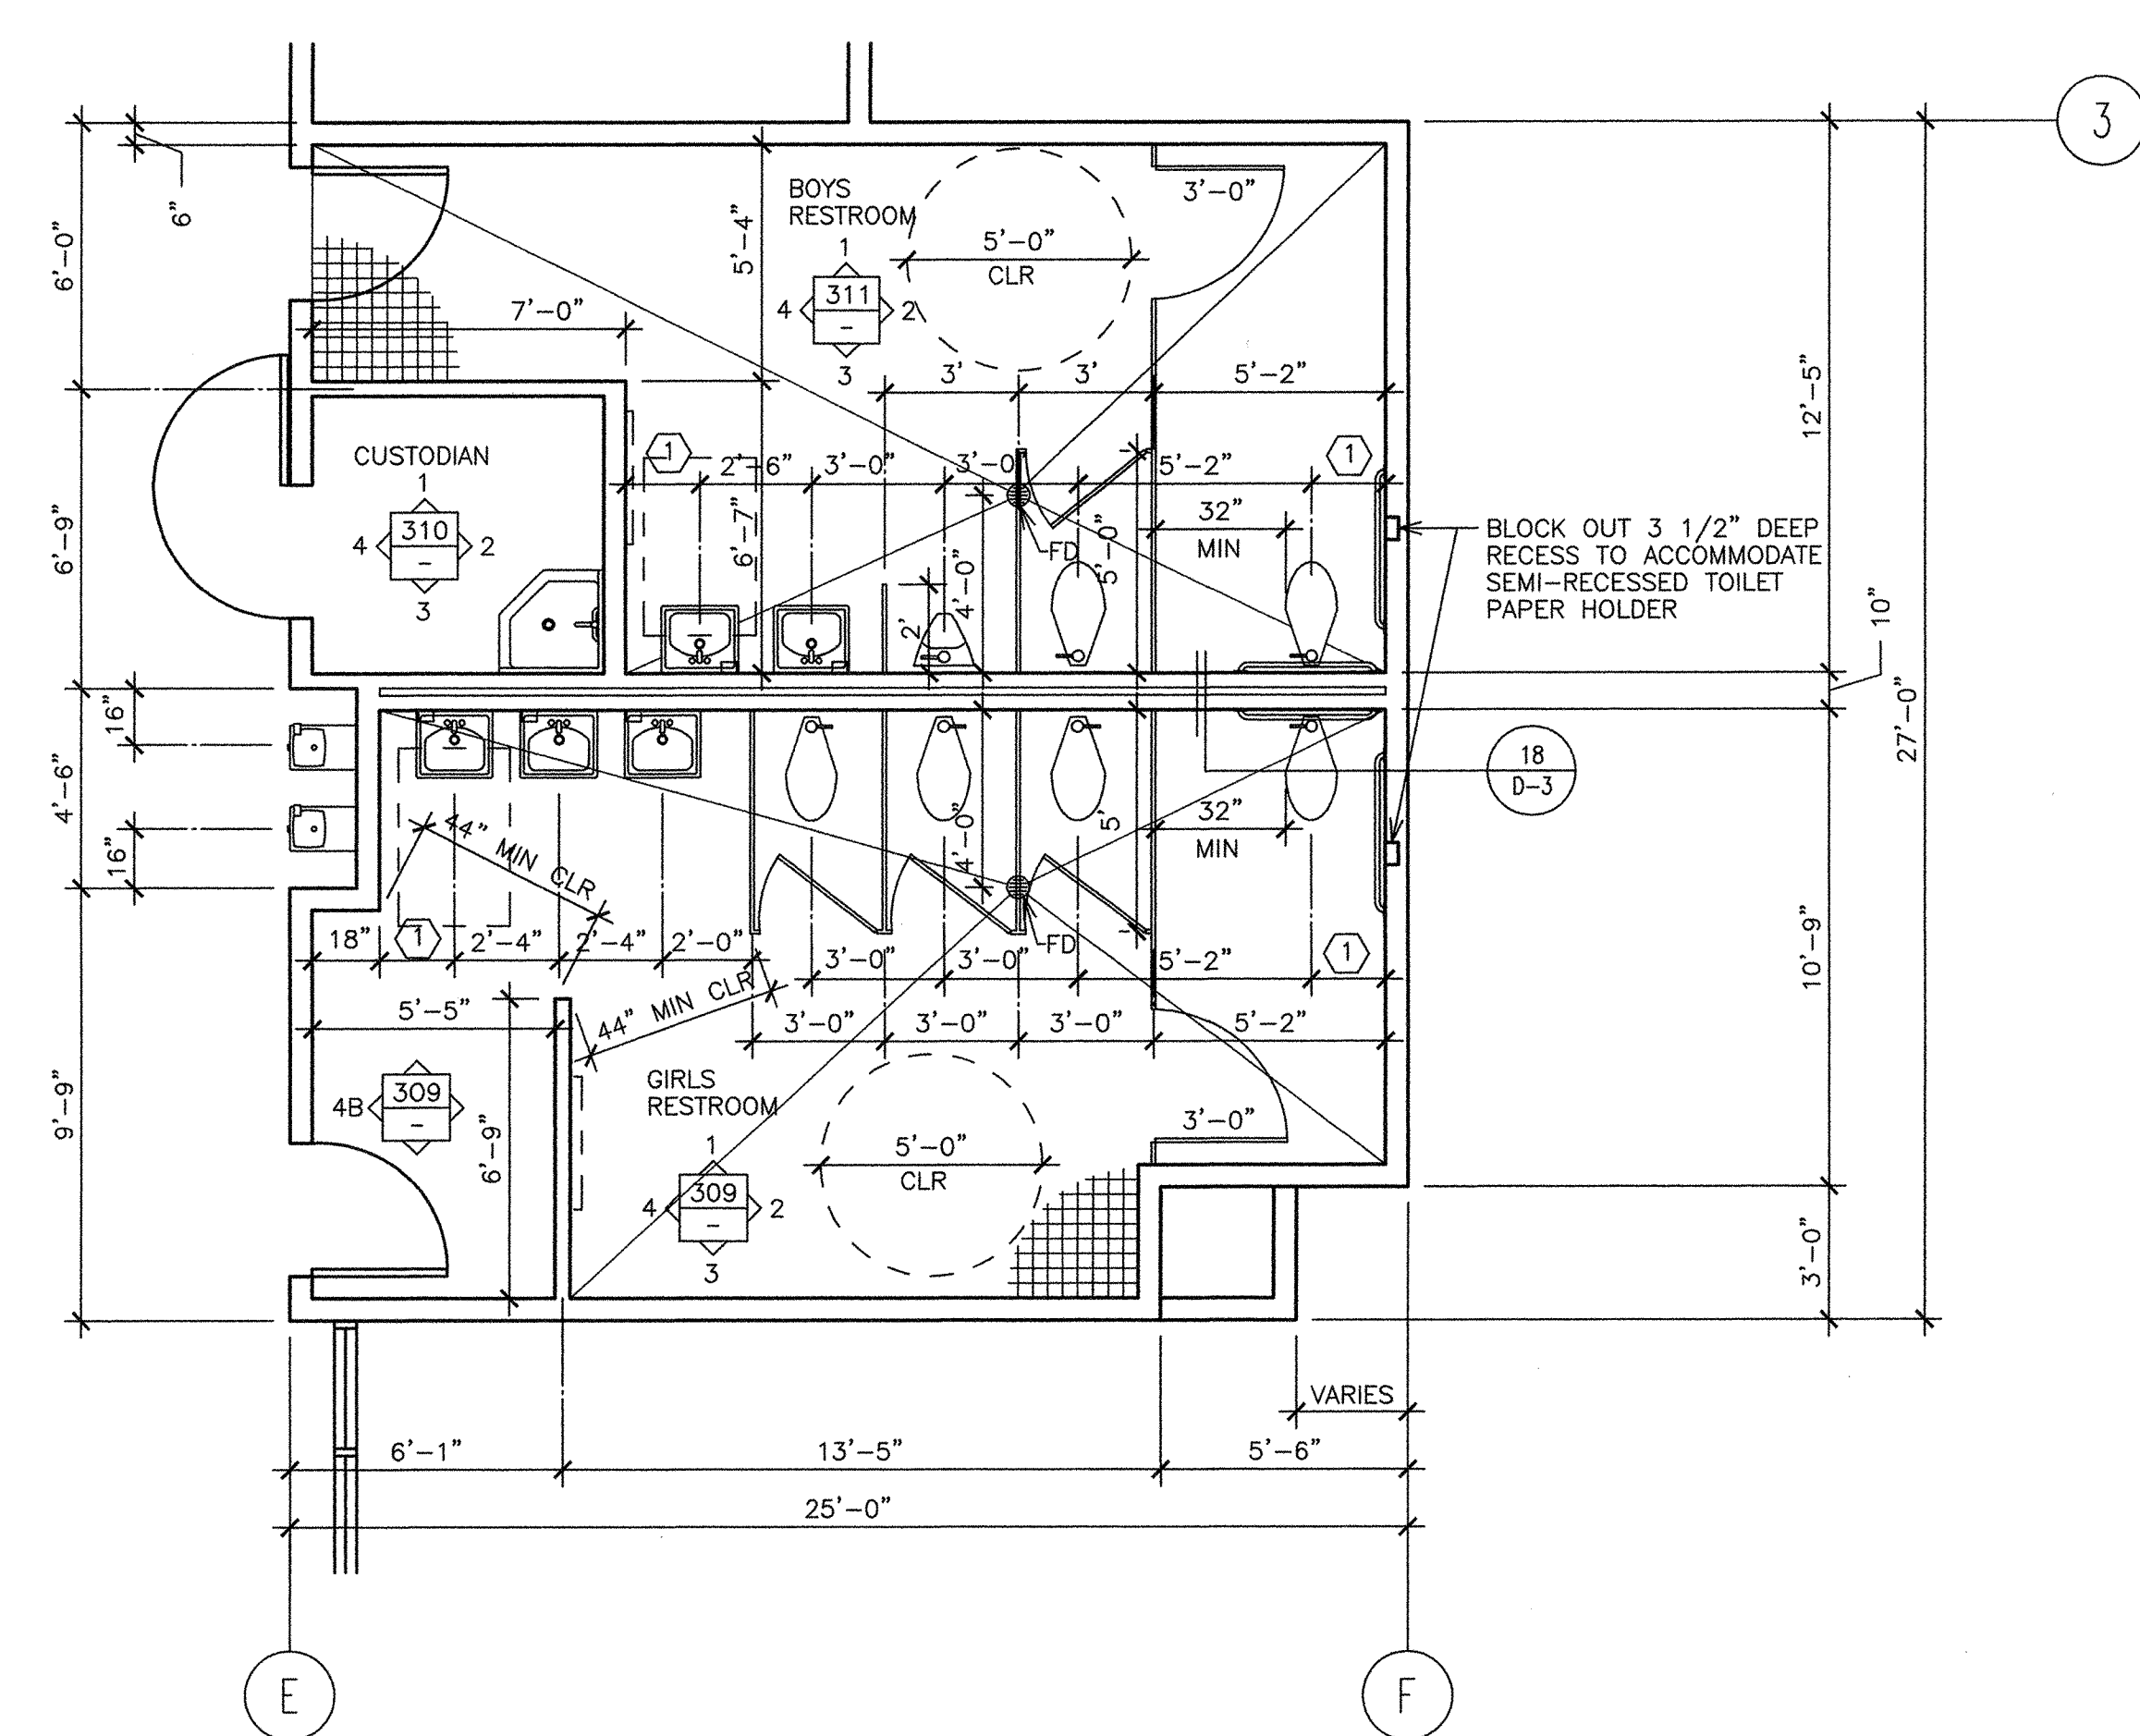 3
6"
6'-0"
BOYS
RESTROOM
1
4 311 2
-
3
5'-4"
5'-0"
CLR
3'-0"
7'-0"
3'
3'
5'-2"
12'-5"
CUSTODIAN
1
4 310 2
-
3
1
2'-6"
3'-0"
3'-0
5'-2"
1
6'-9"
6'-7"
FD
5'-0"
32"
MIN
4'-0"
2'
BLOCK OUT 3 1/2" DEEP
RECESS TO ACCOMMODATE
SEMI-RECESSED TOILET
PAPER HOLDER
10"
27'-0"
16"
4'-6"
16"
18
D-3
44" MIN CLR
4'-0"
5'
32"
MIN
18"
1
2'-4"
2'-4"
2'-0"
FD
3'-0"
3'-0"
5'-2"
1
10'-9"
5'-5"
44" MIN CLR
3'-0"
3'-0"
3'-0"
5'-2"
9'-9"
4B 309
-
6'-9"
GIRLS
RESTROOM
1
4 309 2
-
3
5'-0"
CLR
3'-0"
3'-0"
VARIES
6'-1"
13'-5"
5'-6"
25'-0"
E
F